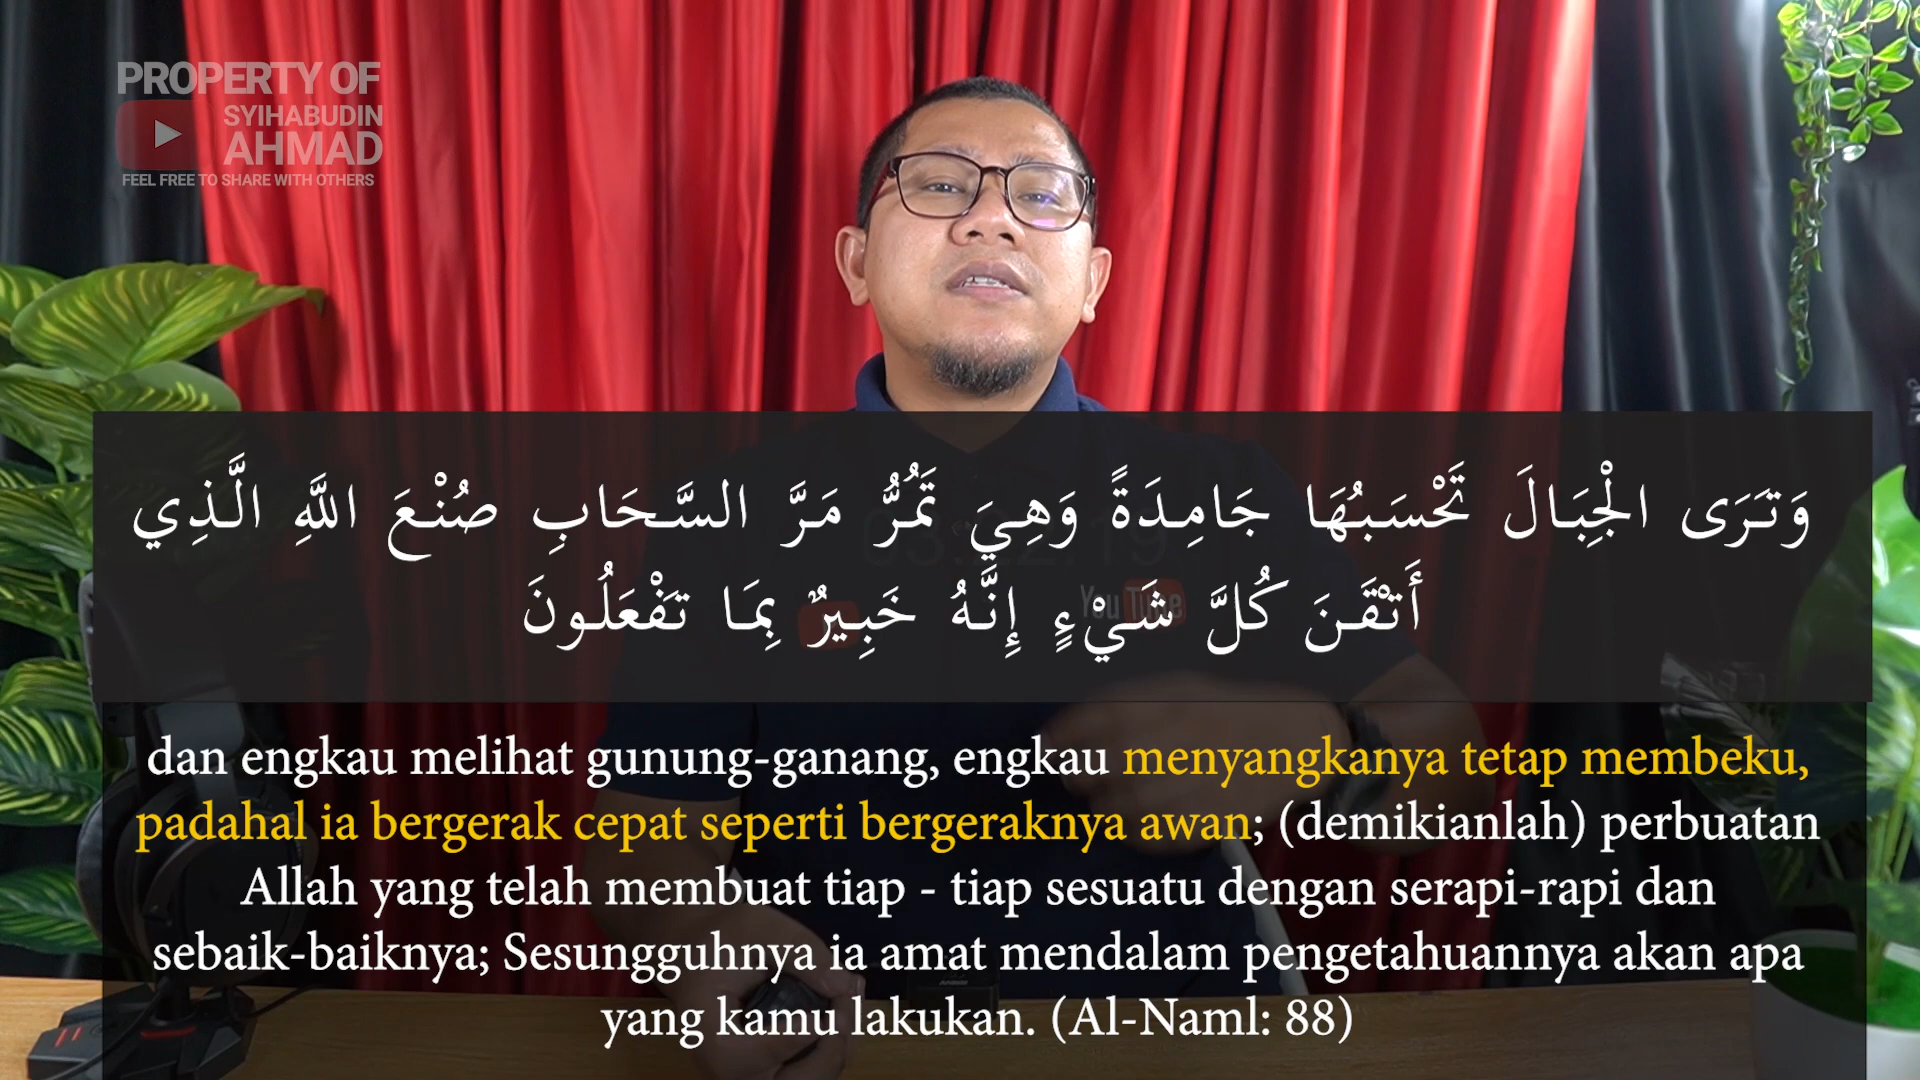 PROPERTY OF
SYIHABUDIN
AHMAD
FEEL FREE TO SHARE WITH OTHERS
وَتَرَى الْجِبَالَ تَحْسَبُهَا جَامِدَةً وَهِيَ تَمُرُّ مَرَّ السَّحَابِ صُنْعَ اللَّهِ الَّذِي
أَتْقَنَ كُلَّ شَيْءٍ إِنَّهُ خَبِيرٌ بِمَا تَفْعَلُونَ
You Tube
dan engkau melihat gunung-ganang, engkau menyangkanya tetap membeku,
padahal ia bergerak cepat seperti bergeraknya awan; (demikianlah) perbuatan
Allah yang telah membuat tiap - tiap sesuatu dengan serapi-rapi dan
sebaik-baiknya; Sesungguhnya ia amat mendalam pengetahuannya akan apa
yang kamu lakukan. (Al-Naml: 88)